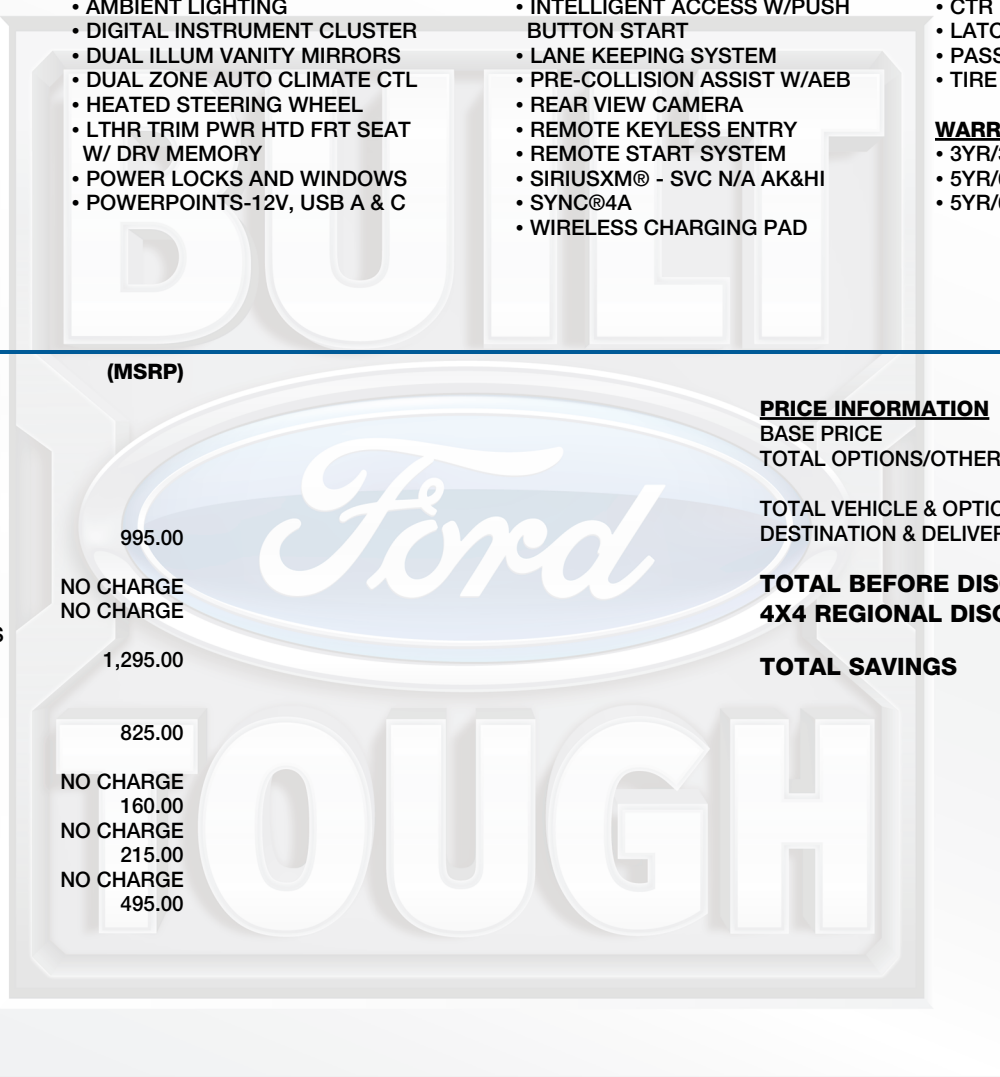 • AMBIENT LIGHTING
• DIGITAL INSTRUMENT CLUSTER
• DUAL ILLUM VANITY MIRRORS
• DUAL ZONE AUTO CLIMATE CTL
• HEATED STEERING WHEEL
• LTHR TRIM PWR HTD FRT SEAT
W/ DRV MEMORY
• POWER LOCKS AND WINDOWS
• POWERPOINTS-12V, USB A & C
• INTELLIGENT ACCESS W/PUSH
BUTTON START
• LANE KEEPING SYSTEM
• PRE-COLLISION ASSIST W/AEB
• REAR VIEW CAMERA
• REMOTE KEYLESS ENTRY
• REMOTE START SYSTEM
• SIRIUSXM® - SVC N/A AK&HI
• SYNC®4A
• WIRELESS CHARGING PAD
• CTR
• LATC
• PASS
• TIRE
WARR
• 3YR/
• 5YR/
• 5YR/
BUILT
Ford
TOUGH
(MSRP)
995.00
NO CHARGE
NO CHARGE
S
1,295.00
825.00
NO CHARGE
160.00
NO CHARGE
215.00
NO CHARGE
495.00
PRICE INFORMATION
BASE PRICE
TOTAL OPTIONS/OTHER
TOTAL VEHICLE & OPTIO
DESTINATION & DELIVER
TOTAL BEFORE DISC
4X4 REGIONAL DISC
TOTAL SAVINGS